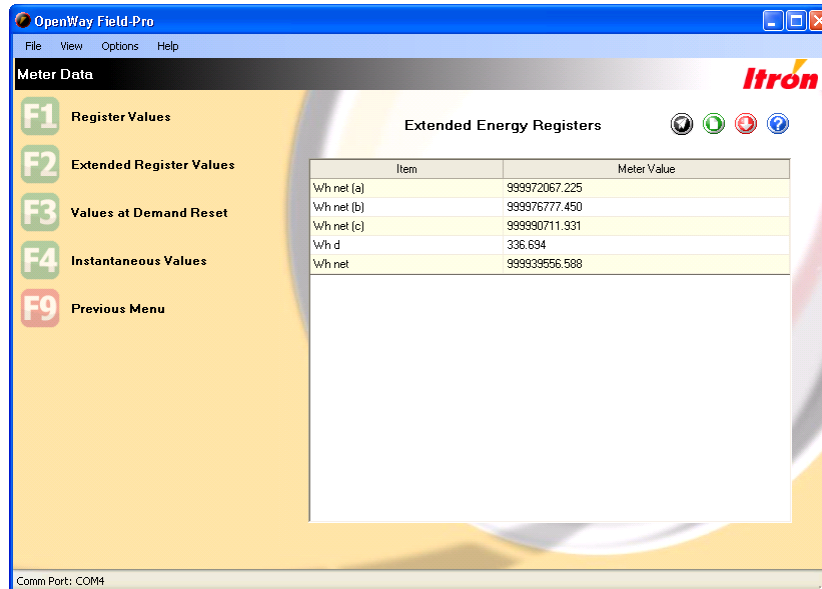 OpenWay Field-Pro
File View Options Help
Meter Data
Itron
F1 Register Values
F2 Extended Register Values
F3 Values at Demand Reset
F4 Instantaneous Values
F9 Previous Menu
Extended Energy Registers
?
Item Meter Value
Wh net (a) 999972067.225
Wh net (b) 999976777.450
Wh net (c) 999990711.931
Wh d 336.694
Wh net 999939556.588
Comm Port: COM4